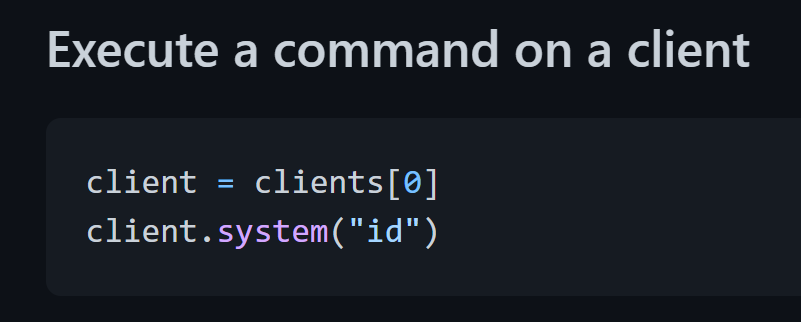 Execute a command on a client
client = clients[0]
client.system("id")